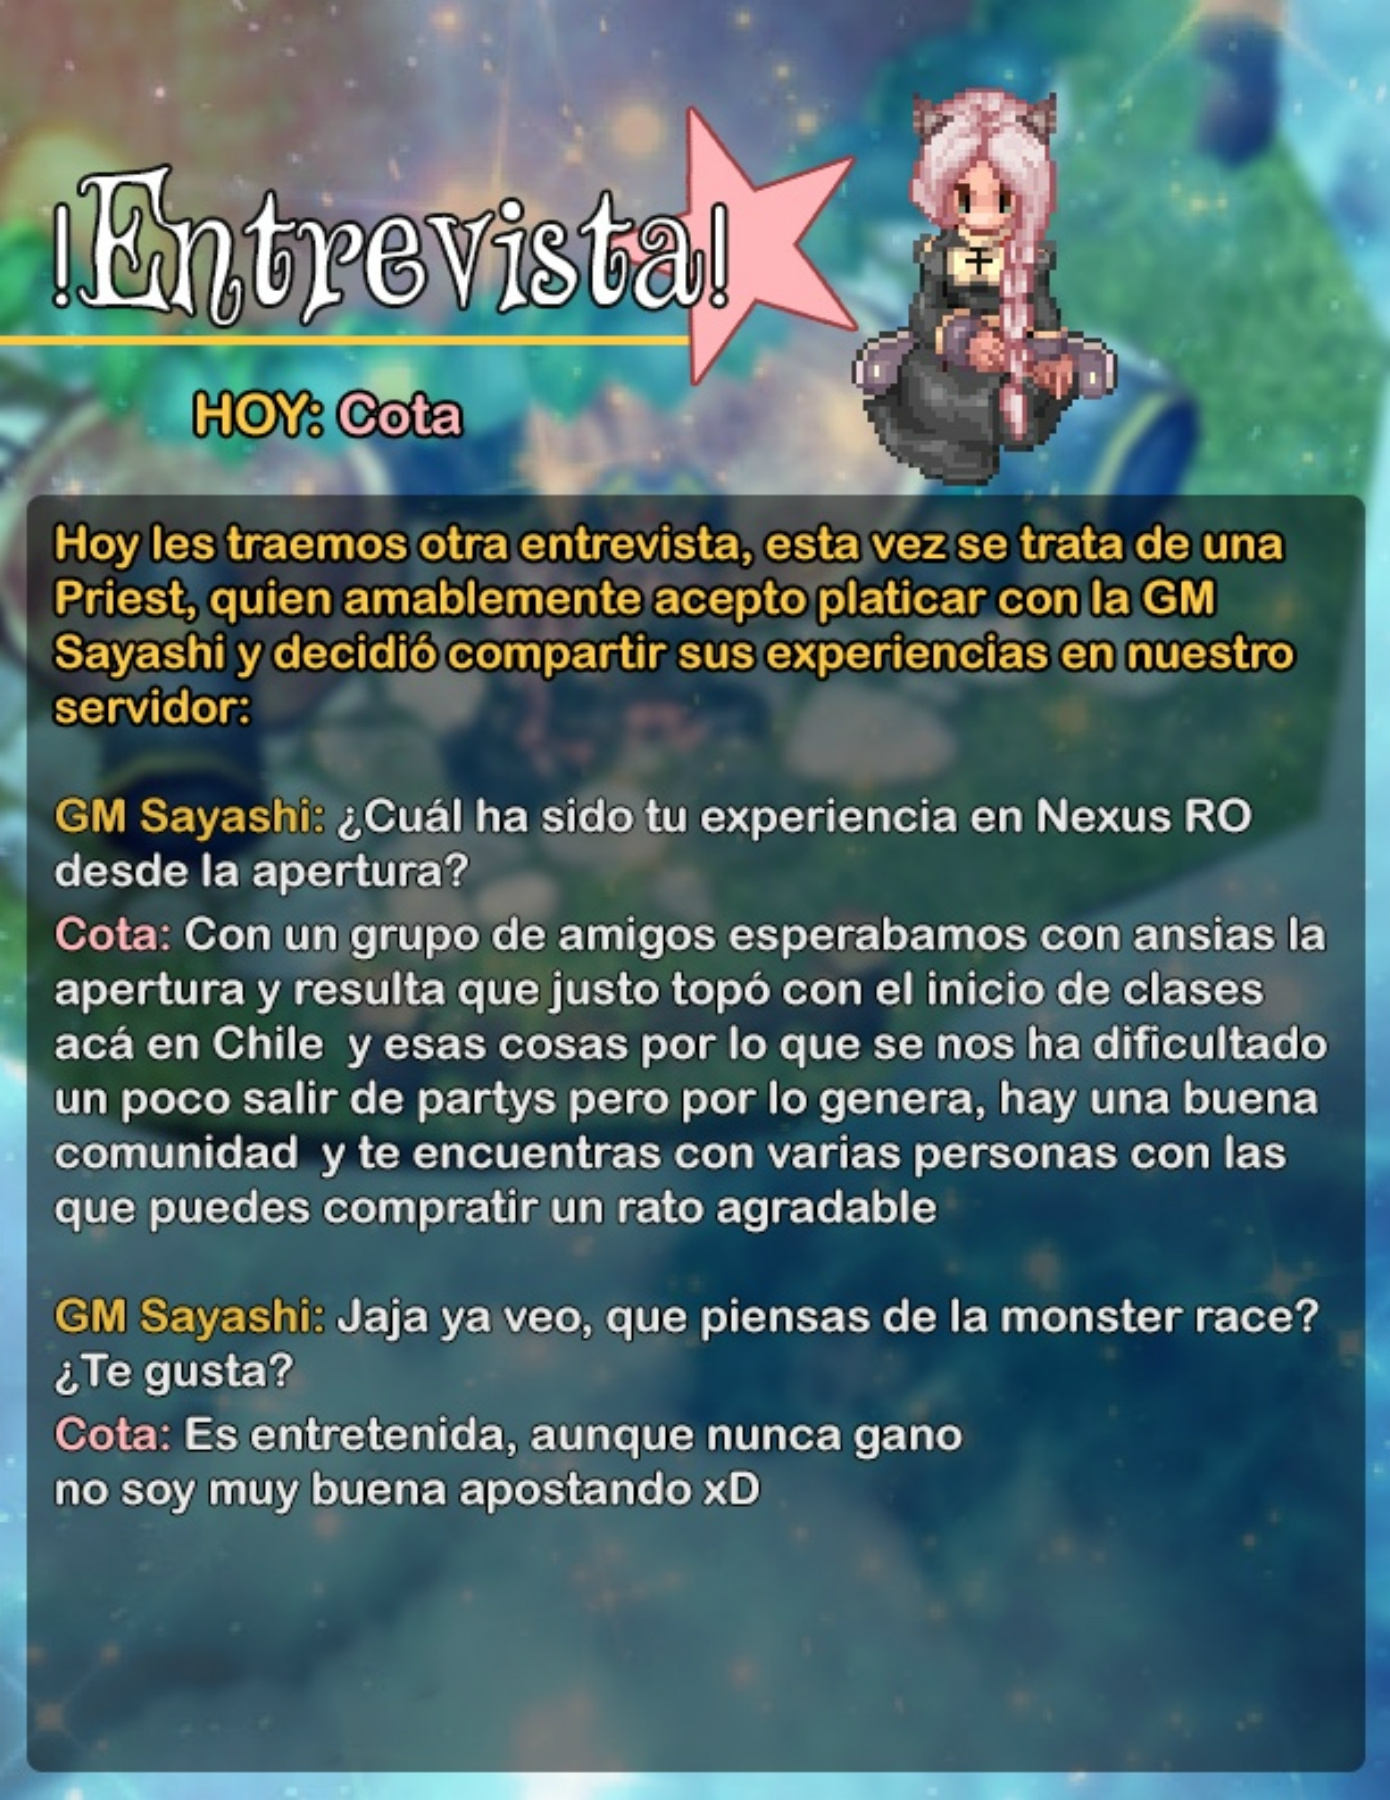 !Entrevista!
HOY: Cota
Hoy les traemos otra entrevista, esta vez se trata de una
Priest, quien amablemente acepto platicar con la GM
Sayashi y decidió compartir sus experiencias en nuestro
servidor:
GM Sayashi: ¿Cuál ha sido tu experiencia en Nexus RO
desde la apertura?
Cota: Con un grupo de amigos esperabamos con ansias la
apertura y resulta que justo topó con el inicio de clases
acá en Chile  y esas cosas por lo que se nos ha dificultado
un poco salir de partys pero por lo genera, hay una buena
comunidad  y te encuentras con varias personas con las
que puedes compratir un rato agradable
GM Sayashi: Jaja ya veo, que piensas de la monster race?
¿Te gusta?
Cota: Es entretenida, aunque nunca gano
no soy muy buena apostando xD